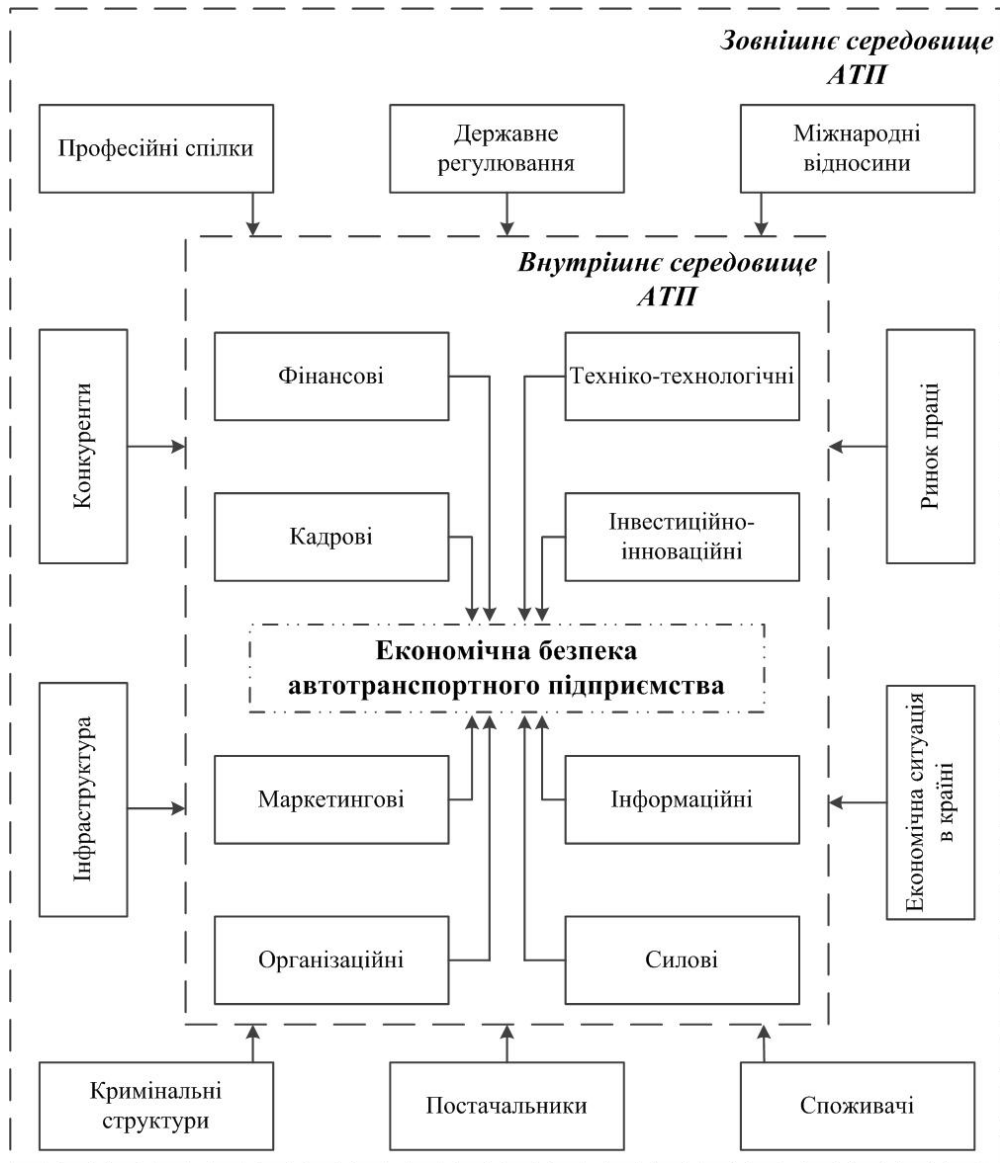 Зовнішнє середовище
АТП
Професійні спілки
Державне
регулювання
Міжнародні
відносини
Внутрішнє середовище
АТП
Конкуренти
Фінансові
Техніко-технологічні
Ринок праці
Кадрові
Інвестиційно-
інноваційні
Економічна безпека
автотранспортного підприємства
Інфраструктура
Маркетингові
Інформаційні
Економічна ситуація
в країні
Організаційні
Силові
Кримінальні
структури
Постачальники
Споживачі